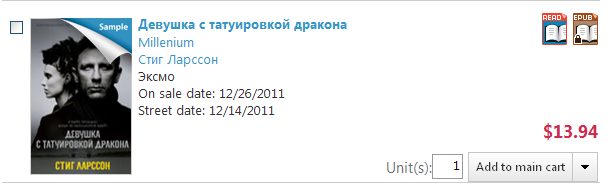 Sample
Девушка с татуировкой дракона
Millenium
Стиг Ларссон
Эксмо
On sale date: 12/26/2011
Street date: 12/14/2011
ДЕВУШКА
С ТАТУИРОВКОЙ ДРАКОНА
СТИГ ЛАРССОН
READ
EPUB
$13.94
Unit(s): 1 Add to main cart